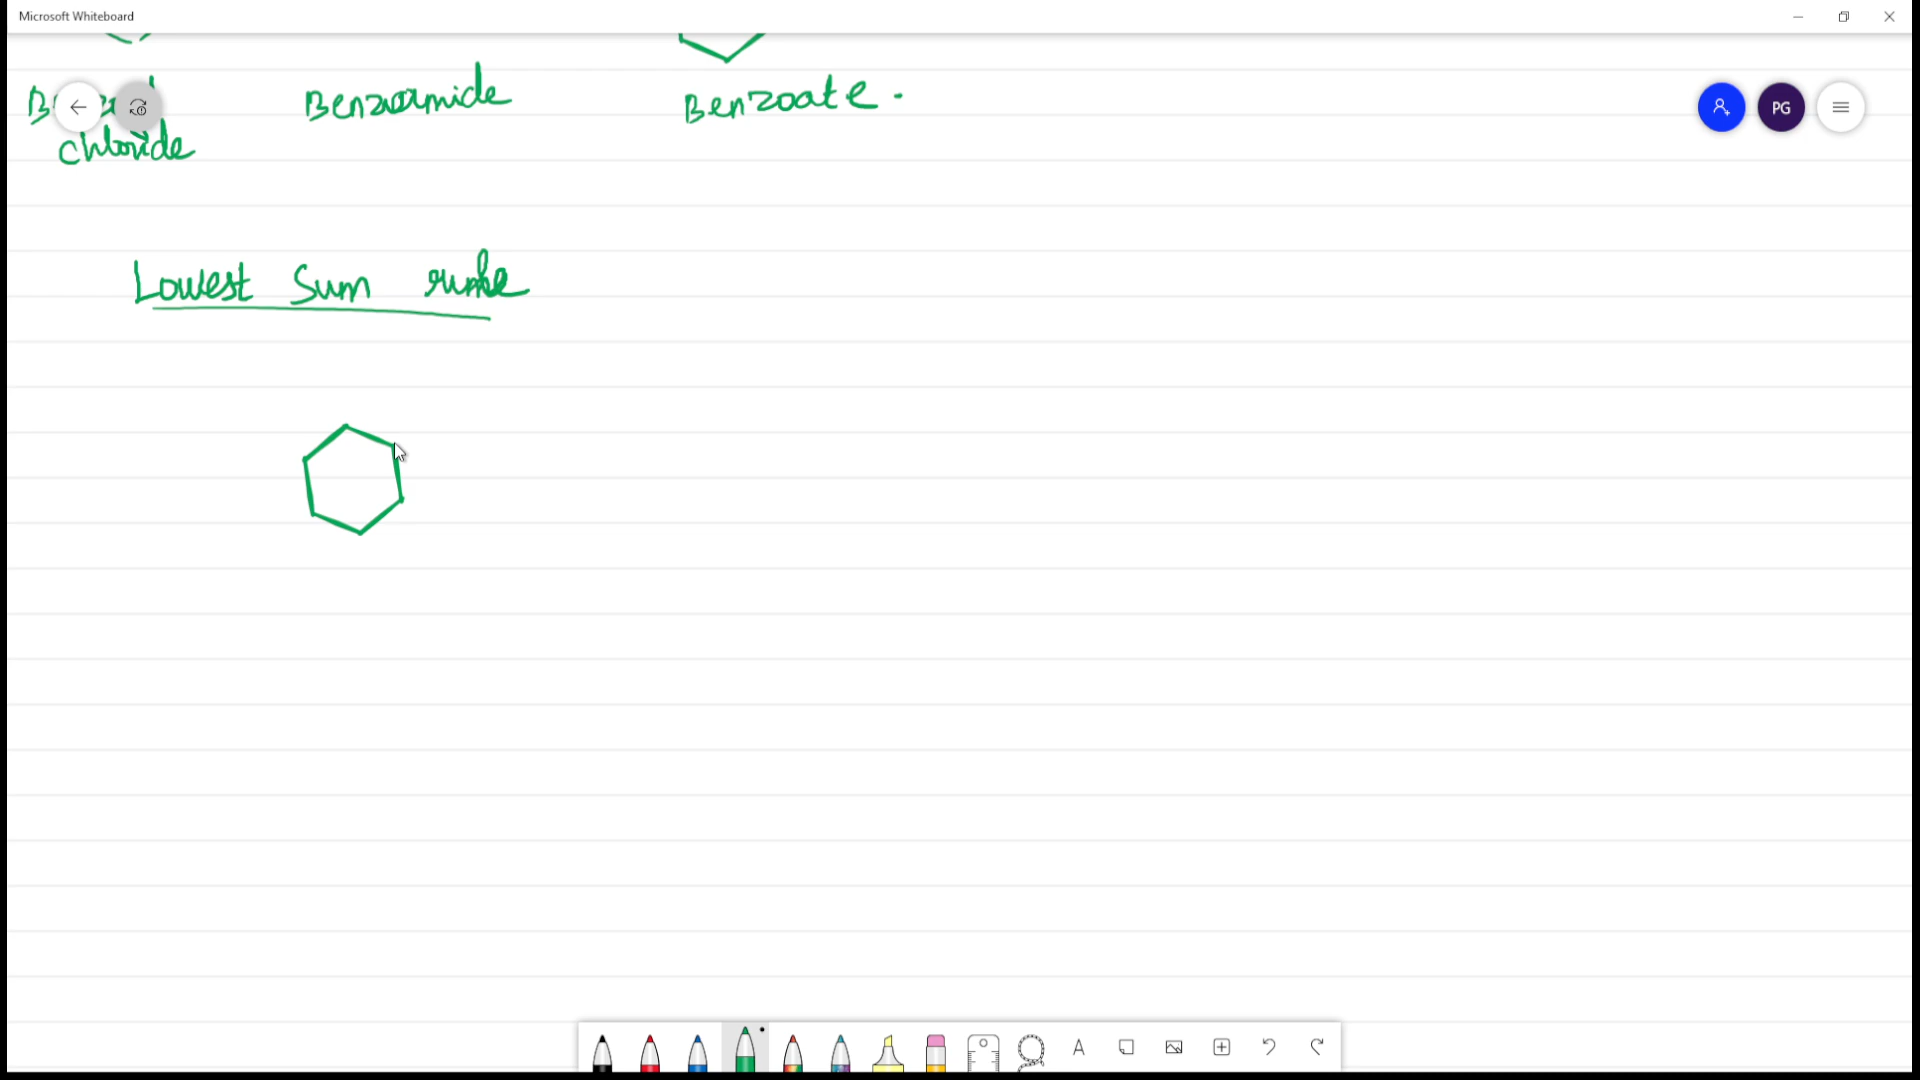 Microsoft Whiteboard
Benzamide
Benzoate.
PG
chloride
Lowest Sum rule
A